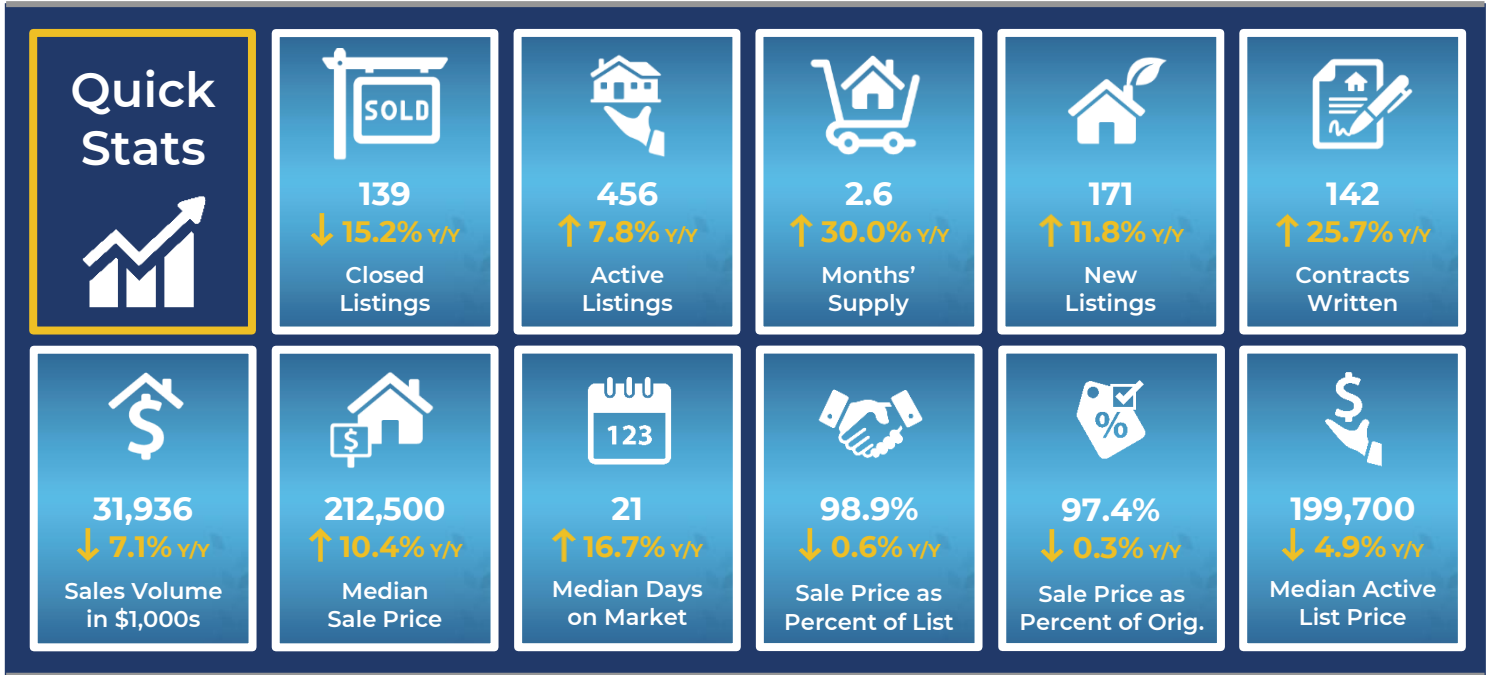 Quick
Stats
SOLD
139
↓ 15.2% Y/Y
Closed
Listings
456
↑ 7.8% Y/Y
Active
Listings
2.6
↑ 30.0% Y/Y
Months’
Supply
171
↑ 11.8% Y/Y
New
Listings
142
↑ 25.7% Y/Y
Contracts
Written
$
31,936
↓ 7.1% Y/Y
Sales Volume
in $1,000s
$
212,500
↑ 10.4% Y/Y
Median
Sale Price
123
21
↑ 16.7% Y/Y
Median Days
on Market
98.9%
↓ 0.6% Y/Y
Sale Price as
Percent of List
%
97.4%
↓ 0.3% Y/Y
Sale Price as
Percent of Orig.
$
199,700
↓ 4.9% Y/Y
Median Active
List Price